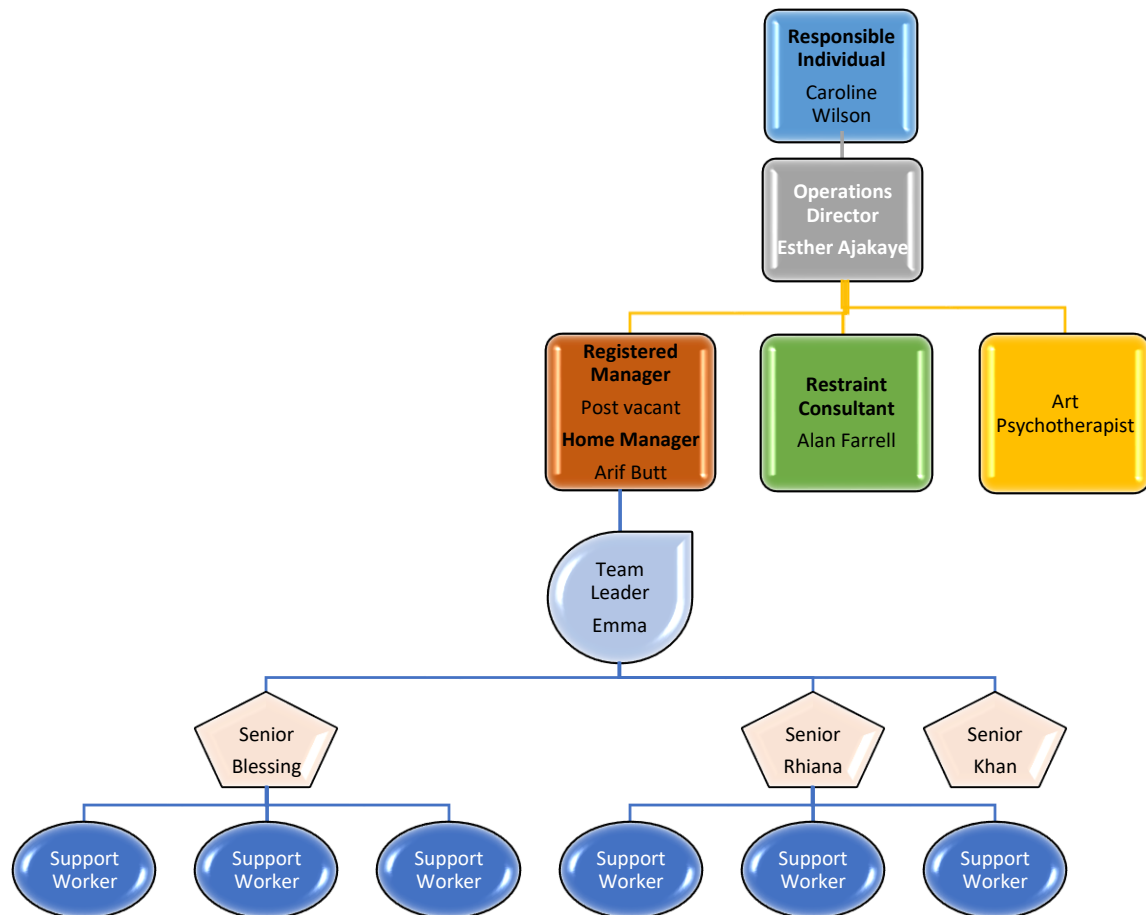 Responsible
Individual
Caroline
Wilson
Operations
Director
Esther Ajakaye
Registered
Manager
Post vacant
Home Manager
Arif Butt
Restraint
Consultant
Alan Farrell
Art
Psychotherapist
Team
Leader
Emma
Senior
Blessing
Senior
Rhiana
Senior
Khan
Support
Worker
Support
Worker
Support
Worker
Support
Worker
Support
Worker
Support
Worker